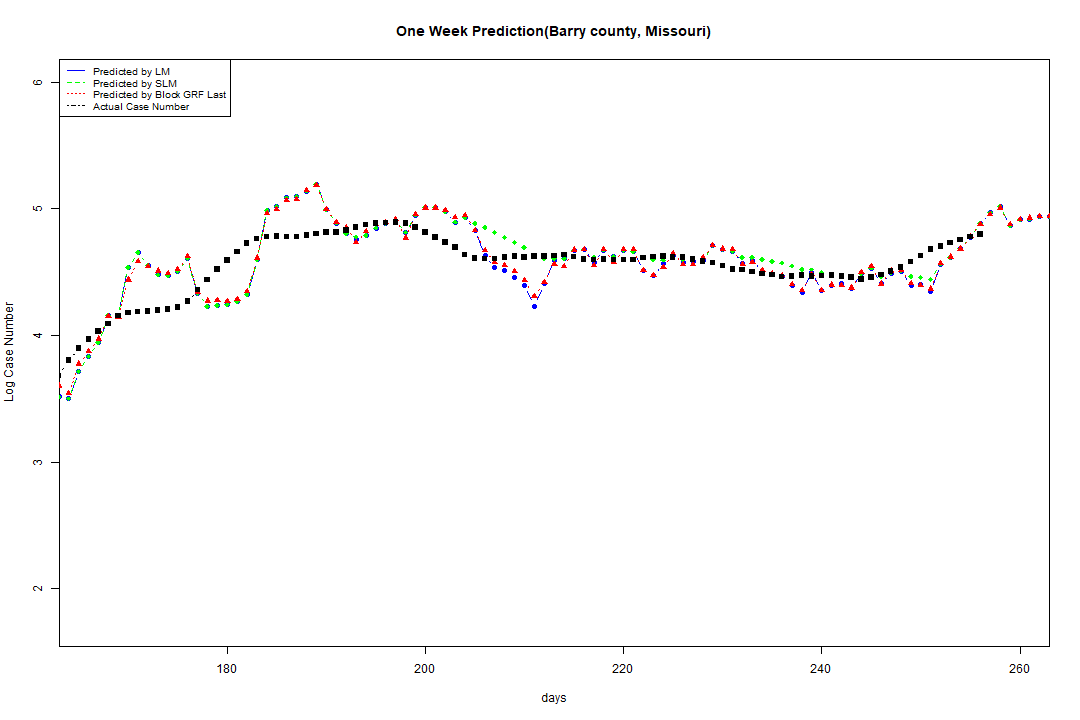 One Week Prediction(Barry county, Missouri)
Predicted by LM
Predicted by SLM
Predicted by Block GRF Last
Actual Case Number
6
5
4
3
2
Log Case Number
180 200 220 240 260
days